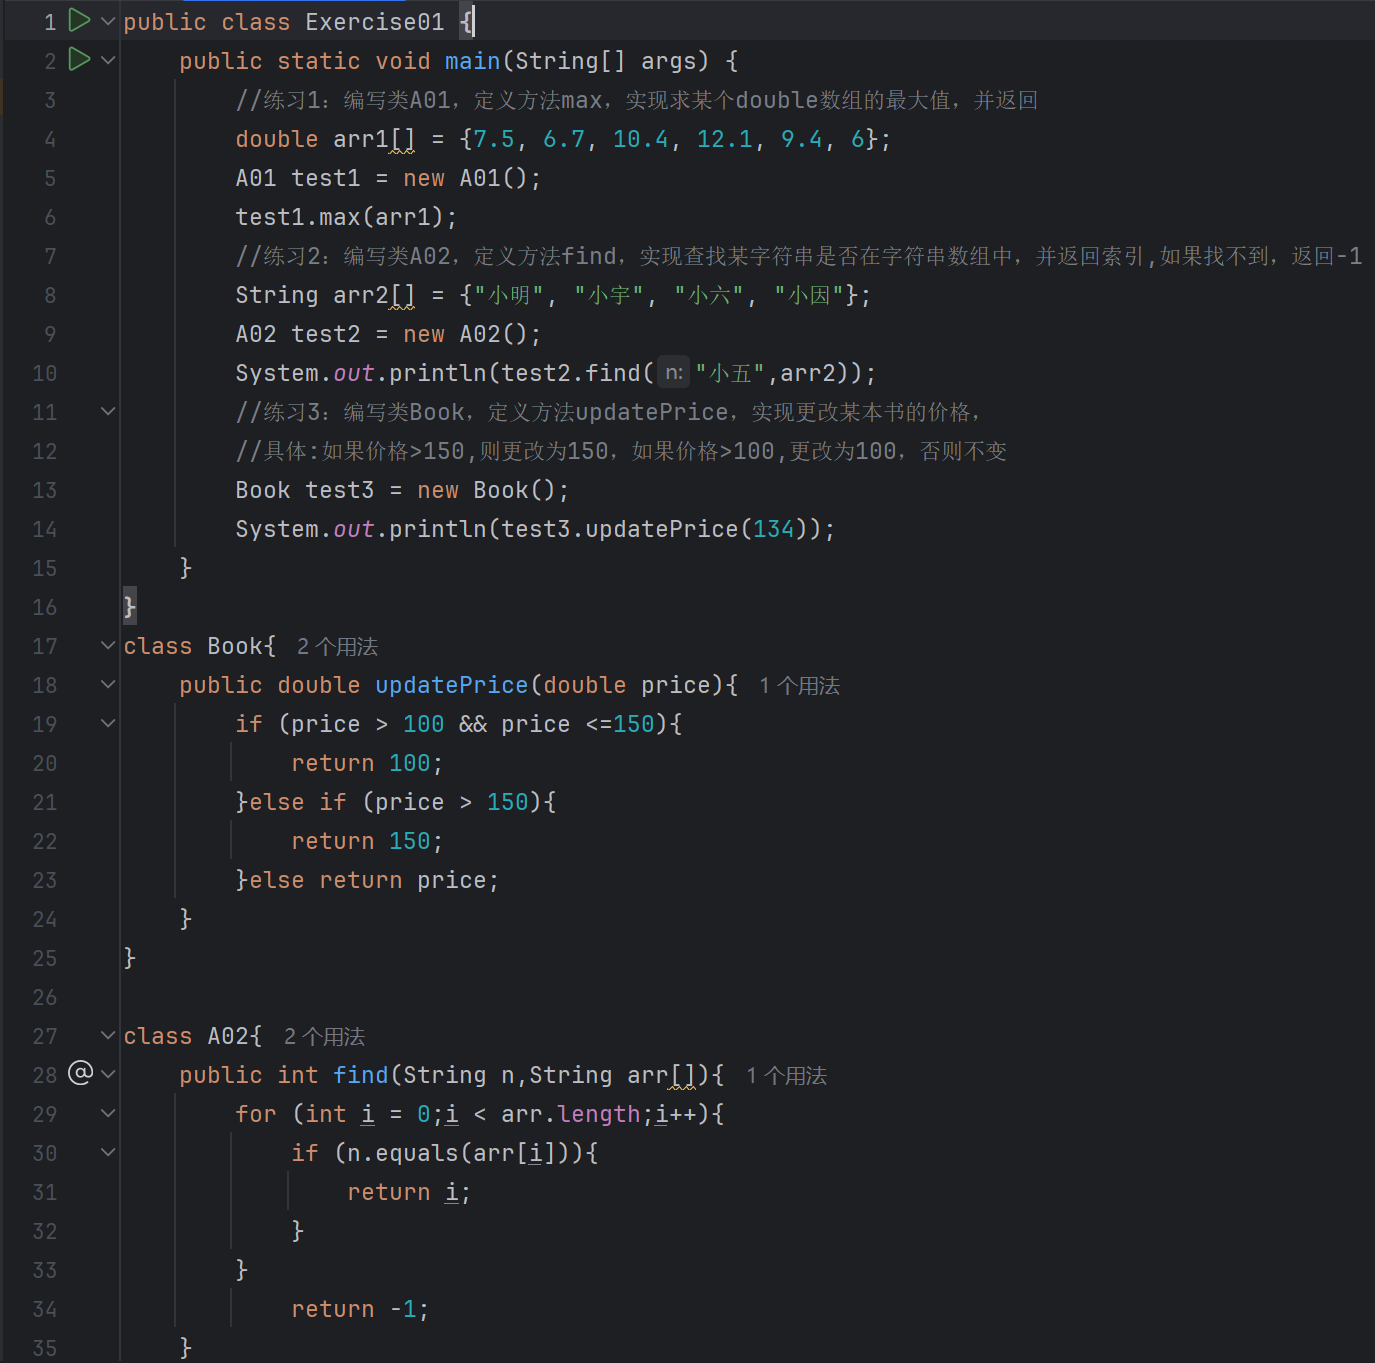 1 public class Exercise01 {
2 public static void main(String[] args) {
3 //练习1：编写类A01，定义方法max，实现求某个double数组的最大值，并返回
4 double arr1[] = {7.5, 6.7, 10.4, 12.1, 9.4, 6};
5 A01 test1 = new A01();
6 test1.max(arr1);
7 //练习2：编写类A02，定义方法find，实现查找某字符串是否在字符串数组中，并返回索引,如果找不到，返回-1
8 String arr2[] = {"小明", "小宇", "小六", "小因"};
9 A02 test2 = new A02();
10 System.out.println(test2.find( n: "小五",arr2));
11 //练习3：编写类Book，定义方法updatePrice，实现更改某本书的价格，
12 //具体:如果价格>150,则更改为150，如果价格>100,更改为100，否则不变
13 Book test3 = new Book();
14 System.out.println(test3.updatePrice(134));
15 }
16 }
17 class Book{ 2 个用法
18 public double updatePrice(double price){ 1 个用法
19 if (price > 100 && price <=150){
20 return 100;
21 }else if (price > 150){
22 return 150;
23 }else return price;
24 }
25 }
26
27 class A02{ 2 个用法
28 @ public int find(String n,String arr[]){ 1 个用法
29 for (int i = 0;i < arr.length;i++){
30 if (n.equals(arr[i])){
31 return i;
32 }
33 }
34 return -1;
35 }